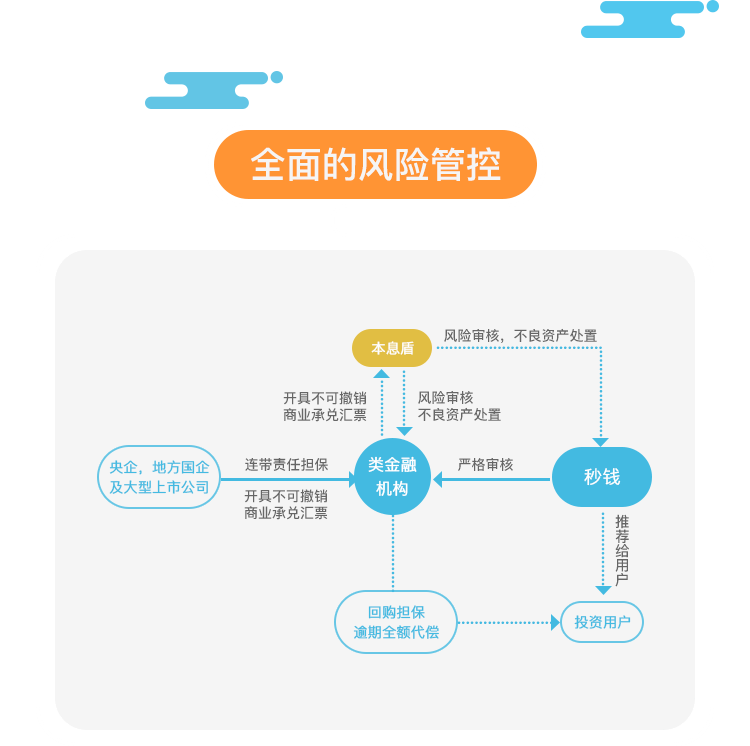 全面的风险管控
风险审核，不良资产处置
本息盾
开具不可撤销
商业承兑汇票
风险审核
不良资产处置
央企，地方国企
及大型上市公司
连带责任担保
开具不可撤销
商业承兑汇票
类金融
机构
严格审核
秒钱
推荐给用户
回购担保
逾期全额代偿
投资用户